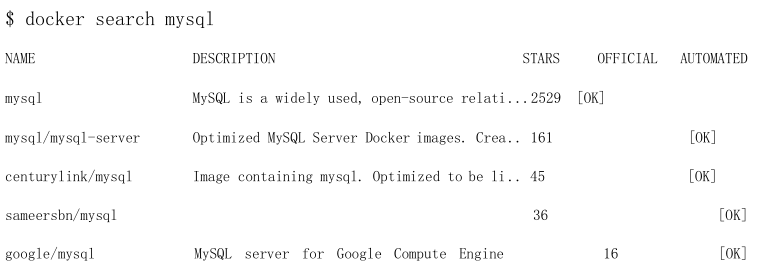 $ docker search mysql
NAME DESCRIPTION STARS OFFICIAL AUTOMATED
mysql MySQL is a widely used, open-source relati...2529 [OK]
mysql/mysql-server Optimized MySQL Server Docker images. Crea.. 161 [OK]
centurylink/mysql Image containing mysql. Optimized to be li.. 45 [OK]
sameersbn/mysql 36 [OK]
google/mysql MySQL server for Google Compute Engine 16 [OK]